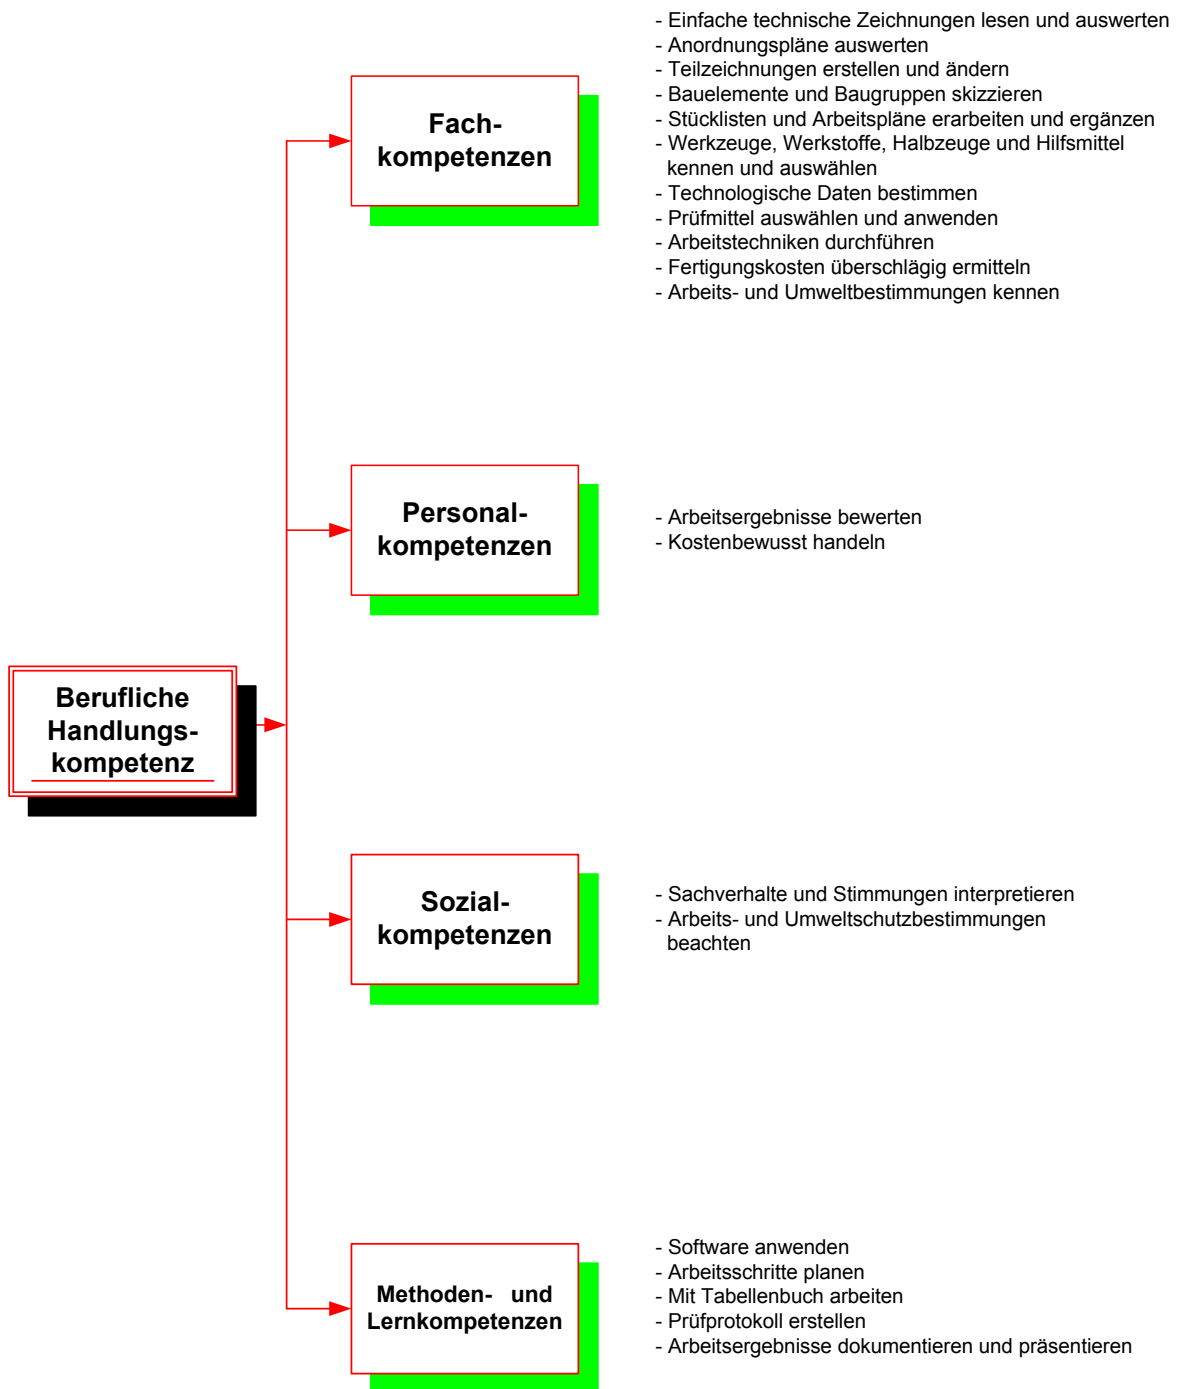 - Einfache technische Zeichnungen lesen und auswerten
- Anordnungspläne auswerten
- Teilzeichnungen erstellen und ändern
- Bauelemente und Baugruppen skizzieren
- Stücklisten und Arbeitspläne erarbeiten und ergänzen
- Werkzeuge, Werkstoffe, Halbzeuge und Hilfsmittel
kennen und auswählen
- Technologische Daten bestimmen
- Prüfmittel auswählen und anwenden
- Arbeitstechniken durchführen
- Fertigungskosten überschlägig ermitteln
- Arbeits- und Umweltbestimmungen kennen
Fach-
kompetenzen
Personal-
kompetenzen
- Arbeitsergebnisse bewerten
- Kostenbewusst handeln
Berufliche
Handlungs-
kompetenz
Sozial-
kompetenzen
- Sachverhalte und Stimmungen interpretieren
- Arbeits- und Umweltschutzbestimmungen
beachten
Methoden- und
Lernkompetenzen
- Software anwenden
- Arbeitsschritte planen
- Mit Tabellenbuch arbeiten
- Prüfprotokoll erstellen
- Arbeitsergebnisse dokumentieren und präsentieren